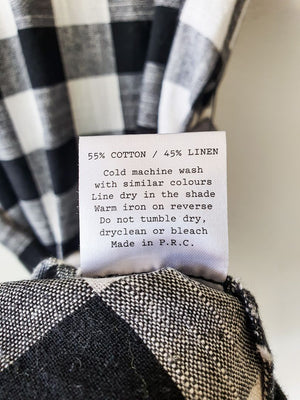 55% COTTON / 45% LINEN
Cold machine wash
with similar colours
Line dry in the shade
Warm iron on reverse
Do not tumble dry,
dryclean or bleach
Made in P.R.C.